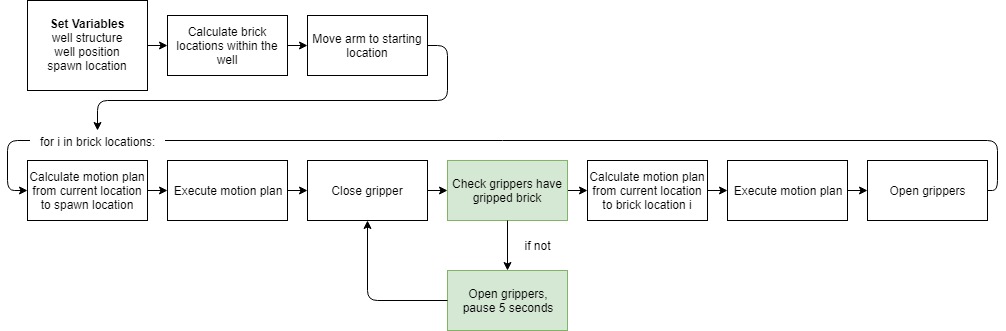 Set Variables
well structure
well position
spawn location
Calculate brick
locations within the
well
Move arm to starting
location
for i in brick locations:
Calculate motion plan
from current location
to spawn location
Execute motion plan
Close gripper
Check grippers have
gripped brick
Calculate motion plan
from current location
to brick location i
Execute motion plan
Open grippers
if not
Open grippers,
pause 5 seconds